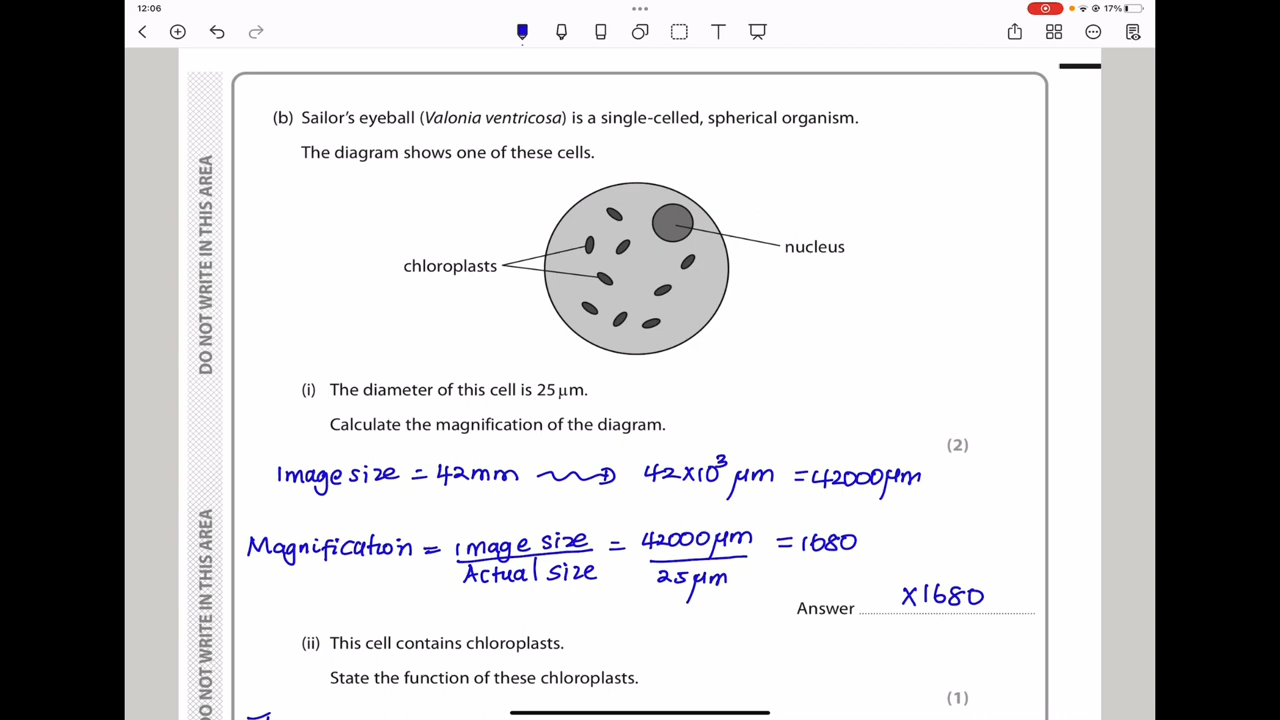 12:06
17%
(b) Sailor's eyeball (Valonia ventricosa) is a single-celled, spherical organism.
The diagram shows one of these cells.
nucleus
chloroplasts
(i) The diameter of this cell is 25 µm.
Calculate the magnification of the diagram.
(2)
Image size = 42mm 42×10³ µm = 42000µm
Magnification = Image size / Actual size = 42000µm / 25µm = 1680
Answer ×1680
(ii) This cell contains chloroplasts.
State the function of these chloroplasts.
(1)
DO NOT WRITE IN THIS AREA
DO NOT WRITE IN THIS AREA